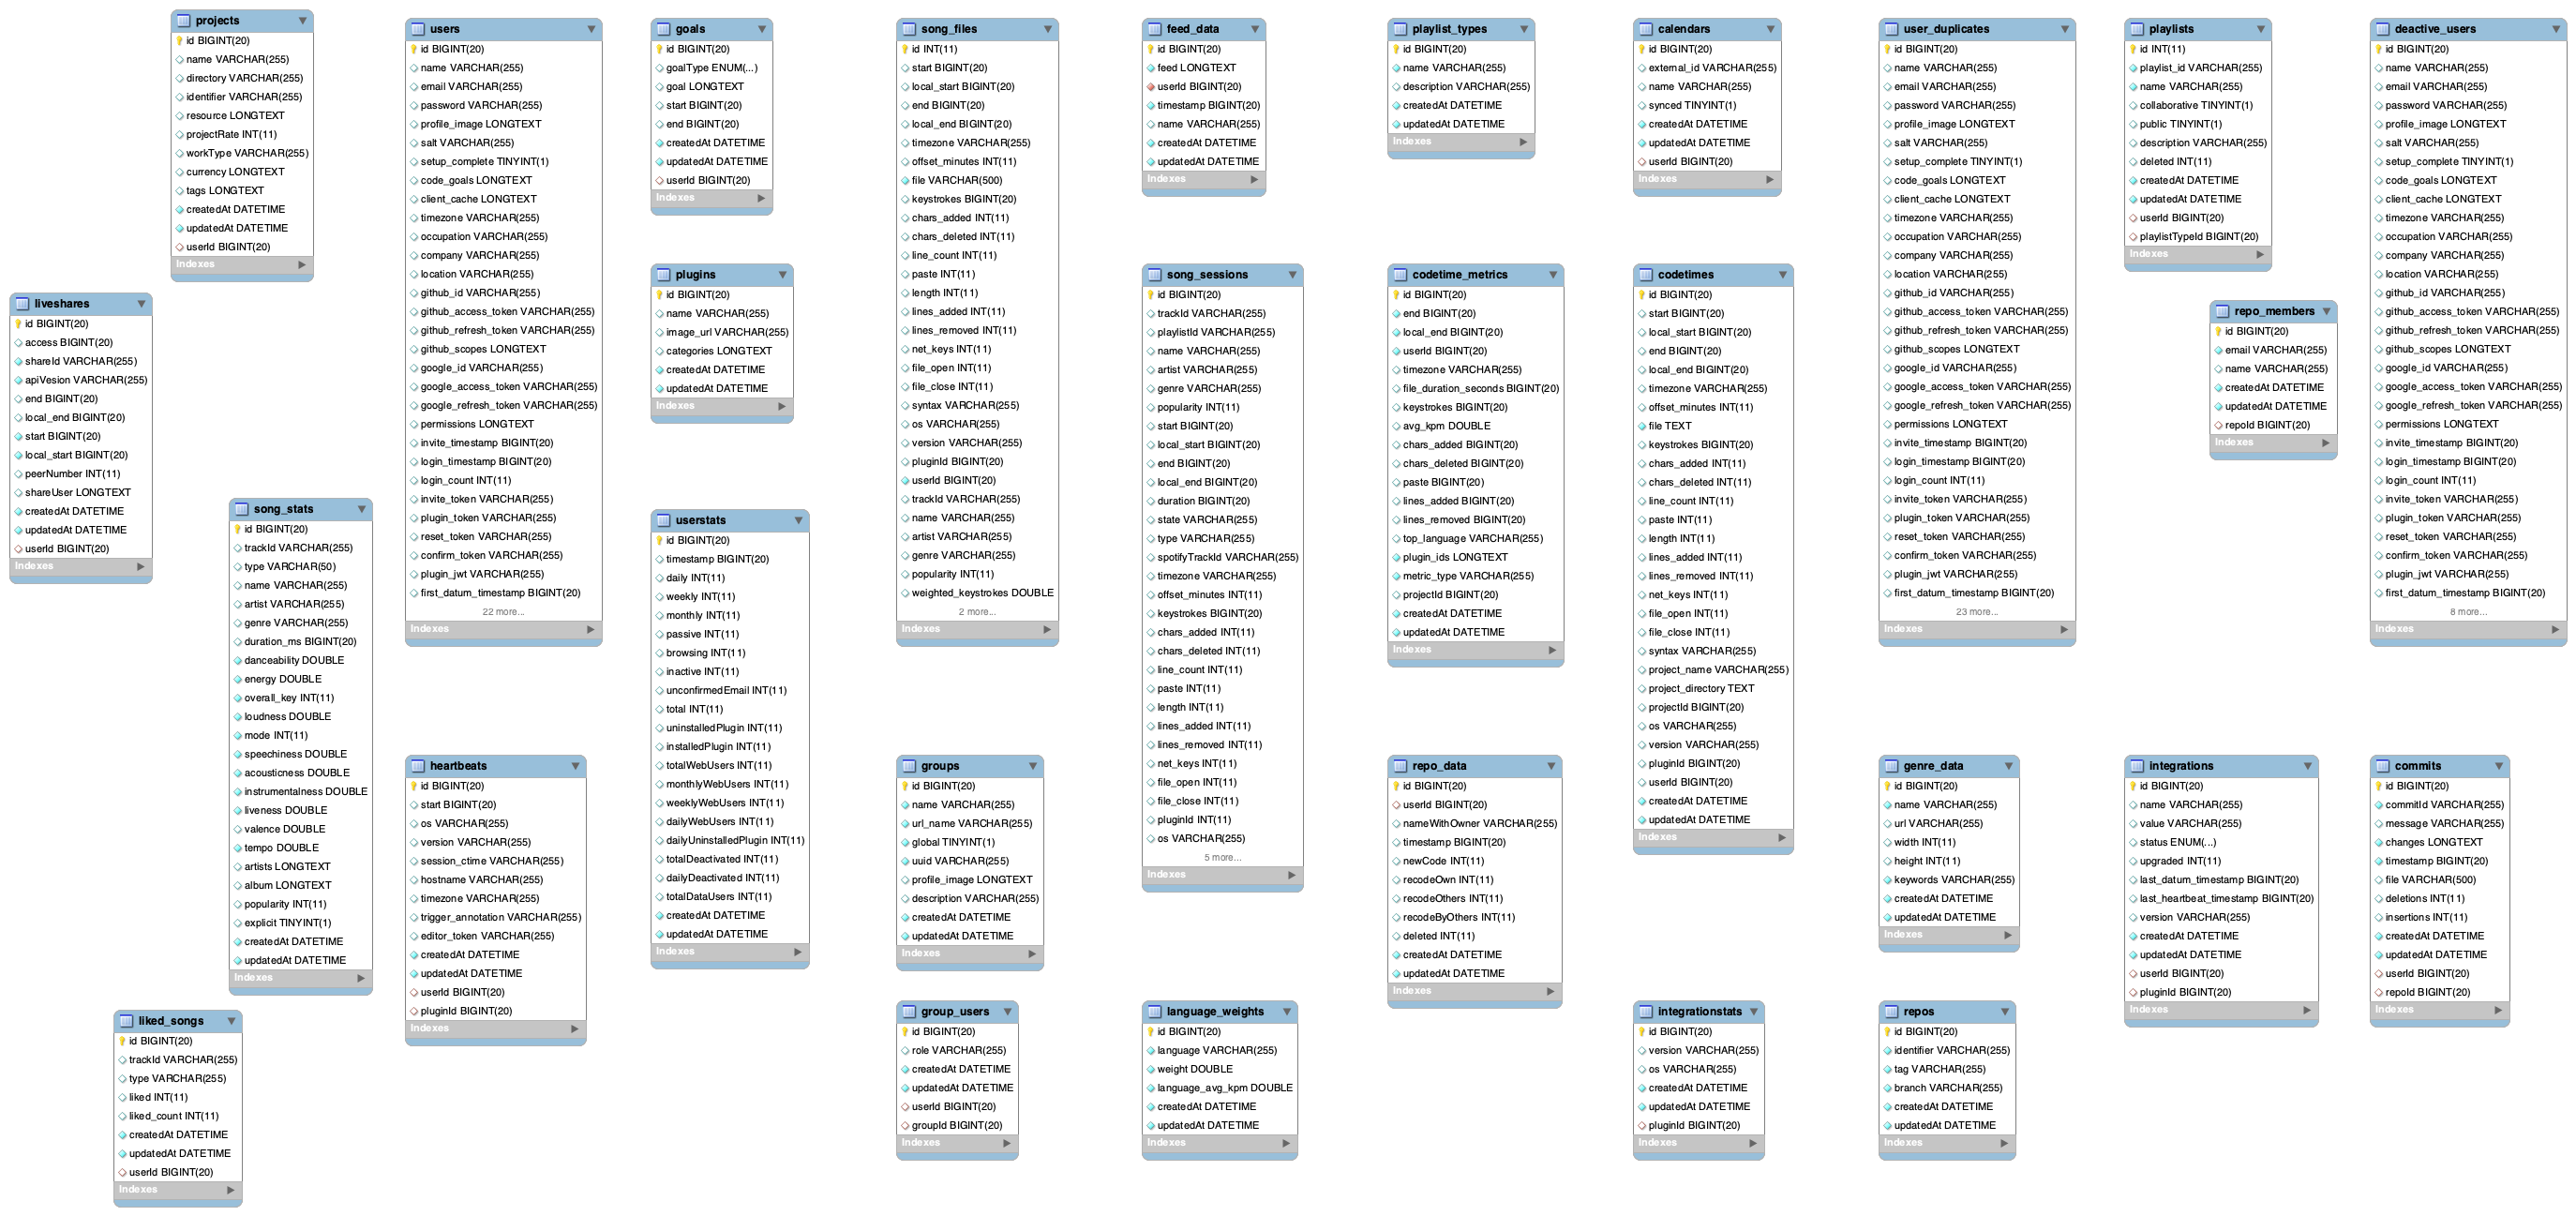 projects
id BIGINT(20)
name VARCHAR(255)
directory VARCHAR(255)
identifier VARCHAR(255)
resource LONGTEXT
projectRate INT(11)
workType VARCHAR(255)
currency LONGTEXT
tags LONGTEXT
createdAt DATETIME
updatedAt DATETIME
userId BIGINT(20)
Indexes
liveshares
id BIGINT(20)
access BIGINT(20)
shareId VARCHAR(255)
apiVesion VARCHAR(255)
end BIGINT(20)
local_end BIGINT(20)
start BIGINT(20)
local_start BIGINT(20)
peerNumber INT(11)
shareUser LONGTEXT
createdAt DATETIME
updatedAt DATETIME
userId BIGINT(20)
Indexes
song_stats
id BIGINT(20)
trackId VARCHAR(255)
type VARCHAR(50)
name VARCHAR(255)
artist VARCHAR(255)
genre VARCHAR(255)
duration_ms BIGINT(20)
danceability DOUBLE
energy DOUBLE
overall_key INT(11)
loudness DOUBLE
mode INT(11)
speechiness DOUBLE
acousticness DOUBLE
instrumentalness DOUBLE
liveness DOUBLE
valence DOUBLE
tempo DOUBLE
artists LONGTEXT
album LONGTEXT
popularity INT(11)
explicit TINYINT(1)
createdAt DATETIME
updatedAt DATETIME
Indexes
liked_songs
id BIGINT(20)
trackId VARCHAR(255)
type VARCHAR(255)
liked INT(11)
liked_count INT(11)
createdAt DATETIME
updatedAt DATETIME
userId BIGINT(20)
Indexes
users
id BIGINT(20)
name VARCHAR(255)
email VARCHAR(255)
password VARCHAR(255)
profile_image LONGTEXT
salt VARCHAR(255)
setup_complete TINYINT(1)
code_goals LONGTEXT
client_cache LONGTEXT
timezone VARCHAR(255)
occupation VARCHAR(255)
company VARCHAR(255)
location VARCHAR(255)
github_id VARCHAR(255)
github_access_token VARCHAR(255)
github_refresh_token VARCHAR(255)
github_scopes LONGTEXT
google_id VARCHAR(255)
google_access_token VARCHAR(255)
google_refresh_token VARCHAR(255)
permissions LONGTEXT
invite_timestamp BIGINT(20)
login_timestamp BIGINT(20)
login_count INT(11)
invite_token VARCHAR(255)
plugin_token VARCHAR(255)
reset_token VARCHAR(255)
confirm_token VARCHAR(255)
plugin_jwt VARCHAR(255)
first_datum_timestamp BIGINT(20)
22 more...
Indexes
heartbeats
id BIGINT(20)
start BIGINT(20)
os VARCHAR(255)
version VARCHAR(255)
session_ctime VARCHAR(255)
hostname VARCHAR(255)
timezone VARCHAR(255)
trigger_annotation VARCHAR(255)
editor_token VARCHAR(255)
createdAt DATETIME
updatedAt DATETIME
userId BIGINT(20)
pluginId BIGINT(20)
Indexes
goals
id BIGINT(20)
goalType ENUM(...)
goal LONGTEXT
start BIGINT(20)
end BIGINT(20)
createdAt DATETIME
updatedAt DATETIME
userId BIGINT(20)
Indexes
plugins
id BIGINT(20)
name VARCHAR(255)
image_url VARCHAR(255)
categories LONGTEXT
createdAt DATETIME
updatedAt DATETIME
Indexes
userstats
id BIGINT(20)
timestamp BIGINT(20)
daily INT(11)
weekly INT(11)
monthly INT(11)
passive INT(11)
browsing INT(11)
inactive INT(11)
unconfirmedEmail INT(11)
total INT(11)
uninstalledPlugin INT(11)
installedPlugin INT(11)
totalWebUsers INT(11)
monthlyWebUsers INT(11)
weeklyWebUsers INT(11)
dailyWebUsers INT(11)
dailyUninstalledPlugin INT(11)
totalDeactivated INT(11)
dailyDeactivated INT(11)
totalDataUsers INT(11)
createdAt DATETIME
updatedAt DATETIME
Indexes
song_files
id INT(11)
start BIGINT(20)
local_start BIGINT(20)
end BIGINT(20)
local_end BIGINT(20)
timezone VARCHAR(255)
offset_minutes INT(11)
file VARCHAR(500)
keystrokes BIGINT(20)
chars_added INT(11)
chars_deleted INT(11)
line_count INT(11)
paste INT(11)
length INT(11)
lines_added INT(11)
lines_removed INT(11)
net_keys INT(11)
file_open INT(11)
file_close INT(11)
syntax VARCHAR(255)
os VARCHAR(255)
version VARCHAR(255)
pluginId BIGINT(20)
userId BIGINT(20)
trackId VARCHAR(255)
name VARCHAR(255)
artist VARCHAR(255)
genre VARCHAR(255)
popularity INT(11)
weighted_keystrokes DOUBLE
2 more...
Indexes
groups
id BIGINT(20)
name VARCHAR(255)
url_name VARCHAR(255)
global TINYINT(1)
uuid VARCHAR(255)
profile_image LONGTEXT
description VARCHAR(255)
createdAt DATETIME
updatedAt DATETIME
Indexes
group_users
id BIGINT(20)
role VARCHAR(255)
createdAt DATETIME
updatedAt DATETIME
userId BIGINT(20)
groupId BIGINT(20)
Indexes
feed_data
id BIGINT(20)
feed LONGTEXT
userId BIGINT(20)
timestamp BIGINT(20)
name VARCHAR(255)
createdAt DATETIME
updatedAt DATETIME
Indexes
song_sessions
id BIGINT(20)
trackId VARCHAR(255)
playlistId VARCHAR(255)
name VARCHAR(255)
artist VARCHAR(255)
genre VARCHAR(255)
popularity INT(11)
start BIGINT(20)
local_start BIGINT(20)
end BIGINT(20)
local_end BIGINT(20)
duration BIGINT(20)
state VARCHAR(255)
type VARCHAR(255)
spotifyTrackId VARCHAR(255)
timezone VARCHAR(255)
offset_minutes INT(11)
keystrokes BIGINT(20)
chars_added INT(11)
chars_deleted INT(11)
line_count INT(11)
paste INT(11)
length INT(11)
lines_added INT(11)
lines_removed INT(11)
net_keys INT(11)
file_open INT(11)
file_close INT(11)
pluginId INT(11)
os VARCHAR(255)
5 more...
Indexes
language_weights
id BIGINT(20)
language VARCHAR(255)
weight DOUBLE
language_avg_kpm DOUBLE
createdAt DATETIME
updatedAt DATETIME
Indexes
playlist_types
id BIGINT(20)
name VARCHAR(255)
description VARCHAR(255)
createdAt DATETIME
updatedAt DATETIME
Indexes
codetime_metrics
id BIGINT(20)
end BIGINT(20)
local_end BIGINT(20)
userId BIGINT(20)
timezone VARCHAR(255)
file_duration_seconds BIGINT(20)
keystrokes BIGINT(20)
avg_kpm DOUBLE
chars_added BIGINT(20)
chars_deleted BIGINT(20)
paste BIGINT(20)
lines_added BIGINT(20)
lines_removed BIGINT(20)
top_language VARCHAR(255)
plugin_ids LONGTEXT
metric_type VARCHAR(255)
projectId BIGINT(20)
createdAt DATETIME
updatedAt DATETIME
Indexes
repo_data
id BIGINT(20)
userId BIGINT(20)
nameWithOwner VARCHAR(255)
timestamp BIGINT(20)
newCode INT(11)
recodeOwn INT(11)
recodeOthers INT(11)
recodeByOthers INT(11)
deleted INT(11)
createdAt DATETIME
updatedAt DATETIME
Indexes
calendars
id BIGINT(20)
external_id VARCHAR(255)
name VARCHAR(255)
synced TINYINT(1)
createdAt DATETIME
updatedAt DATETIME
userId BIGINT(20)
Indexes
codetimes
id BIGINT(20)
start BIGINT(20)
local_start BIGINT(20)
end BIGINT(20)
local_end BIGINT(20)
timezone VARCHAR(255)
offset_minutes INT(11)
file TEXT
keystrokes BIGINT(20)
chars_added INT(11)
chars_deleted INT(11)
line_count INT(11)
paste INT(11)
length INT(11)
lines_added INT(11)
lines_removed INT(11)
net_keys INT(11)
file_open INT(11)
file_close INT(11)
syntax VARCHAR(255)
project_name VARCHAR(255)
project_directory TEXT
projectId BIGINT(20)
os VARCHAR(255)
version VARCHAR(255)
pluginId BIGINT(20)
userId BIGINT(20)
createdAt DATETIME
updatedAt DATETIME
Indexes
integrationstats
id BIGINT(20)
version VARCHAR(255)
os VARCHAR(255)
createdAt DATETIME
updatedAt DATETIME
pluginId BIGINT(20)
Indexes
user_duplicates
id BIGINT(20)
name VARCHAR(255)
email VARCHAR(255)
password VARCHAR(255)
profile_image LONGTEXT
salt VARCHAR(255)
setup_complete TINYINT(1)
code_goals LONGTEXT
client_cache LONGTEXT
timezone VARCHAR(255)
occupation VARCHAR(255)
company VARCHAR(255)
location VARCHAR(255)
github_id VARCHAR(255)
github_access_token VARCHAR(255)
github_refresh_token VARCHAR(255)
github_scopes LONGTEXT
google_id VARCHAR(255)
google_access_token VARCHAR(255)
google_refresh_token VARCHAR(255)
permissions LONGTEXT
invite_timestamp BIGINT(20)
login_timestamp BIGINT(20)
login_count INT(11)
invite_token VARCHAR(255)
plugin_token VARCHAR(255)
reset_token VARCHAR(255)
confirm_token VARCHAR(255)
plugin_jwt VARCHAR(255)
first_datum_timestamp BIGINT(20)
23 more...
Indexes
genre_data
id BIGINT(20)
name VARCHAR(255)
url VARCHAR(255)
width INT(11)
height INT(11)
keywords VARCHAR(255)
createdAt DATETIME
updatedAt DATETIME
Indexes
repos
id BIGINT(20)
identifier VARCHAR(255)
tag VARCHAR(255)
branch VARCHAR(255)
createdAt DATETIME
updatedAt DATETIME
Indexes
playlists
id INT(11)
playlist_id VARCHAR(255)
name VARCHAR(255)
collaborative TINYINT(1)
public TINYINT(1)
description VARCHAR(255)
deleted INT(11)
createdAt DATETIME
updatedAt DATETIME
userId BIGINT(20)
playlistTypeId BIGINT(20)
Indexes
repo_members
id BIGINT(20)
email VARCHAR(255)
name VARCHAR(255)
createdAt DATETIME
updatedAt DATETIME
repoId BIGINT(20)
Indexes
integrations
id BIGINT(20)
name VARCHAR(255)
value VARCHAR(255)
status ENUM(...)
upgraded INT(11)
last_datum_timestamp BIGINT(20)
last_heartbeat_timestamp BIGINT(20)
version VARCHAR(255)
createdAt DATETIME
updatedAt DATETIME
userId BIGINT(20)
pluginId BIGINT(20)
Indexes
deactive_users
id BIGINT(20)
name VARCHAR(255)
email VARCHAR(255)
password VARCHAR(255)
profile_image LONGTEXT
salt VARCHAR(255)
setup_complete TINYINT(1)
code_goals LONGTEXT
client_cache LONGTEXT
timezone VARCHAR(255)
occupation VARCHAR(255)
company VARCHAR(255)
location VARCHAR(255)
github_id VARCHAR(255)
github_access_token VARCHAR(255)
github_refresh_token VARCHAR(255)
github_scopes LONGTEXT
google_id VARCHAR(255)
google_access_token VARCHAR(255)
google_refresh_token VARCHAR(255)
permissions LONGTEXT
invite_timestamp BIGINT(20)
login_timestamp BIGINT(20)
login_count INT(11)
invite_token VARCHAR(255)
plugin_token VARCHAR(255)
reset_token VARCHAR(255)
confirm_token VARCHAR(255)
plugin_jwt VARCHAR(255)
first_datum_timestamp BIGINT(20)
8 more...
Indexes
commits
id BIGINT(20)
commitId VARCHAR(255)
message VARCHAR(255)
changes LONGTEXT
timestamp BIGINT(20)
file VARCHAR(500)
deletions INT(11)
insertions INT(11)
createdAt DATETIME
updatedAt DATETIME
userId BIGINT(20)
repoId BIGINT(20)
Indexes